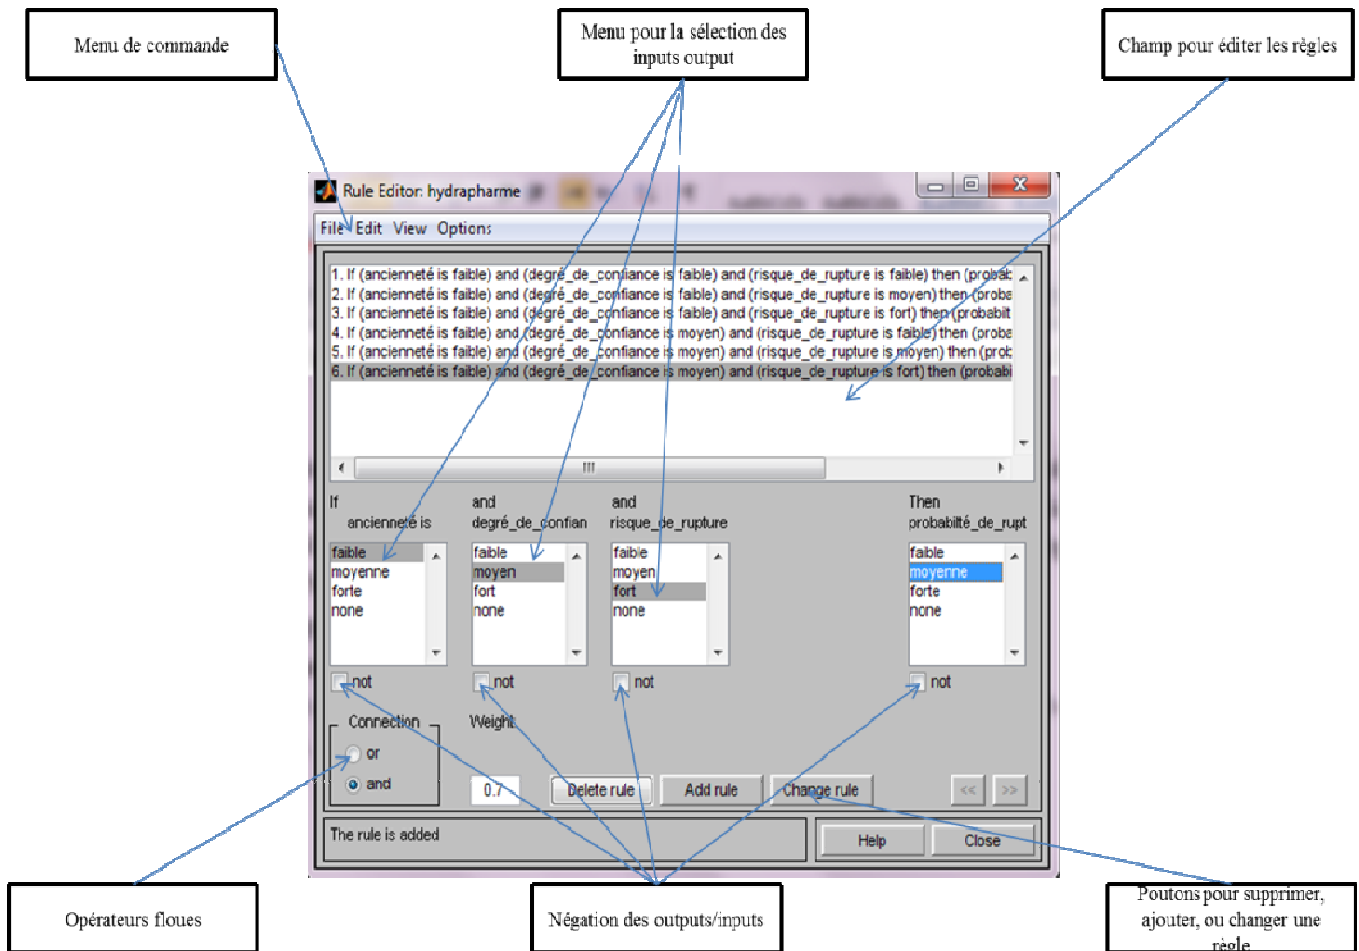 Menu de commande
Menu pour la sélection des
inputs output
Champ pour éditer les règles
Rule Editor: hydrapharme
File Edit View Options
1. If (ancienneté is faible) and (degré_de_confiance is faible) and (risque_de_rupture is faible) then (probab
2. If (ancienneté is faible) and (degré_de_confiance is faible) and (risque_de_rupture is moyen) then (proba
3. If (ancienneté is faible) and (degré_de_confiance is faible) and (risque_de_rupture is fort) then (probabilit
4. If (ancienneté is faible) and (degré_de_confiance is moyen) and (risque_de_rupture is faible) then (proba
5. If (ancienneté is faible) and (degré_de_confiance is moyen) and (risque_de_rupture is moyen) then (prob
6. If (ancienneté is faible) and (degré_de_confiance is moyen) and (risque_de_rupture is fort) then (probabi
If
ancienneté is
and
degré_de_confian
and
risque_de_rupture
Then
probabilté_de_rupt
faible
moyenne
forte
none
faible
moyen
fort
none
faible
moyen
fort
none
faible
moyenne
forte
none
not
not
not
not
Connection
or
and
Weight:
0.7
Delete rule
Add rule
Change rule
<<
>>
The rule is added
Help
Close
Opérateurs floues
Négation des outputs/inputs
Poutons pour supprimer,
ajouter, ou changer une
règle